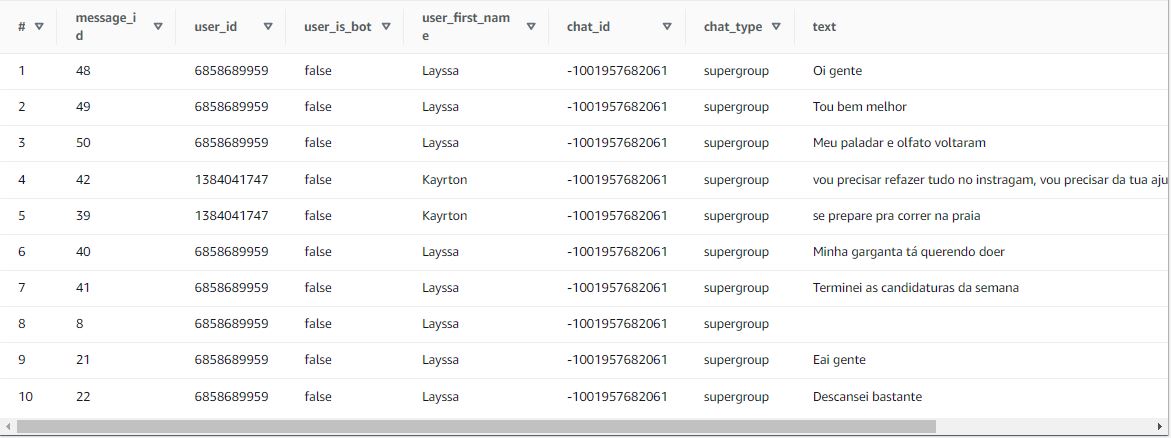 # message_id user_id user_is_bot user_first_name chat_id chat_type text
1 48 6858689959 false Layssa -1001957682061 supergroup Oi gente
2 49 6858689959 false Layssa -1001957682061 supergroup Tou bem melhor
3 50 6858689959 false Layssa -1001957682061 supergroup Meu paladar e olfato voltaram
4 42 1384041747 false Kayrton -1001957682061 supergroup vou precisar refazer tudo no instragam, vou precisar da tua aju
5 39 1384041747 false Kayrton -1001957682061 supergroup se prepare pra correr na praia
6 40 6858689959 false Layssa -1001957682061 supergroup Minha garganta tá querendo doer
7 41 6858689959 false Layssa -1001957682061 supergroup Terminei as candidaturas da semana
8 8 6858689959 false Layssa -1001957682061 supergroup
9 21 6858689959 false Layssa -1001957682061 supergroup Eai gente
10 22 6858689959 false Layssa -1001957682061 supergroup Descansei bastante